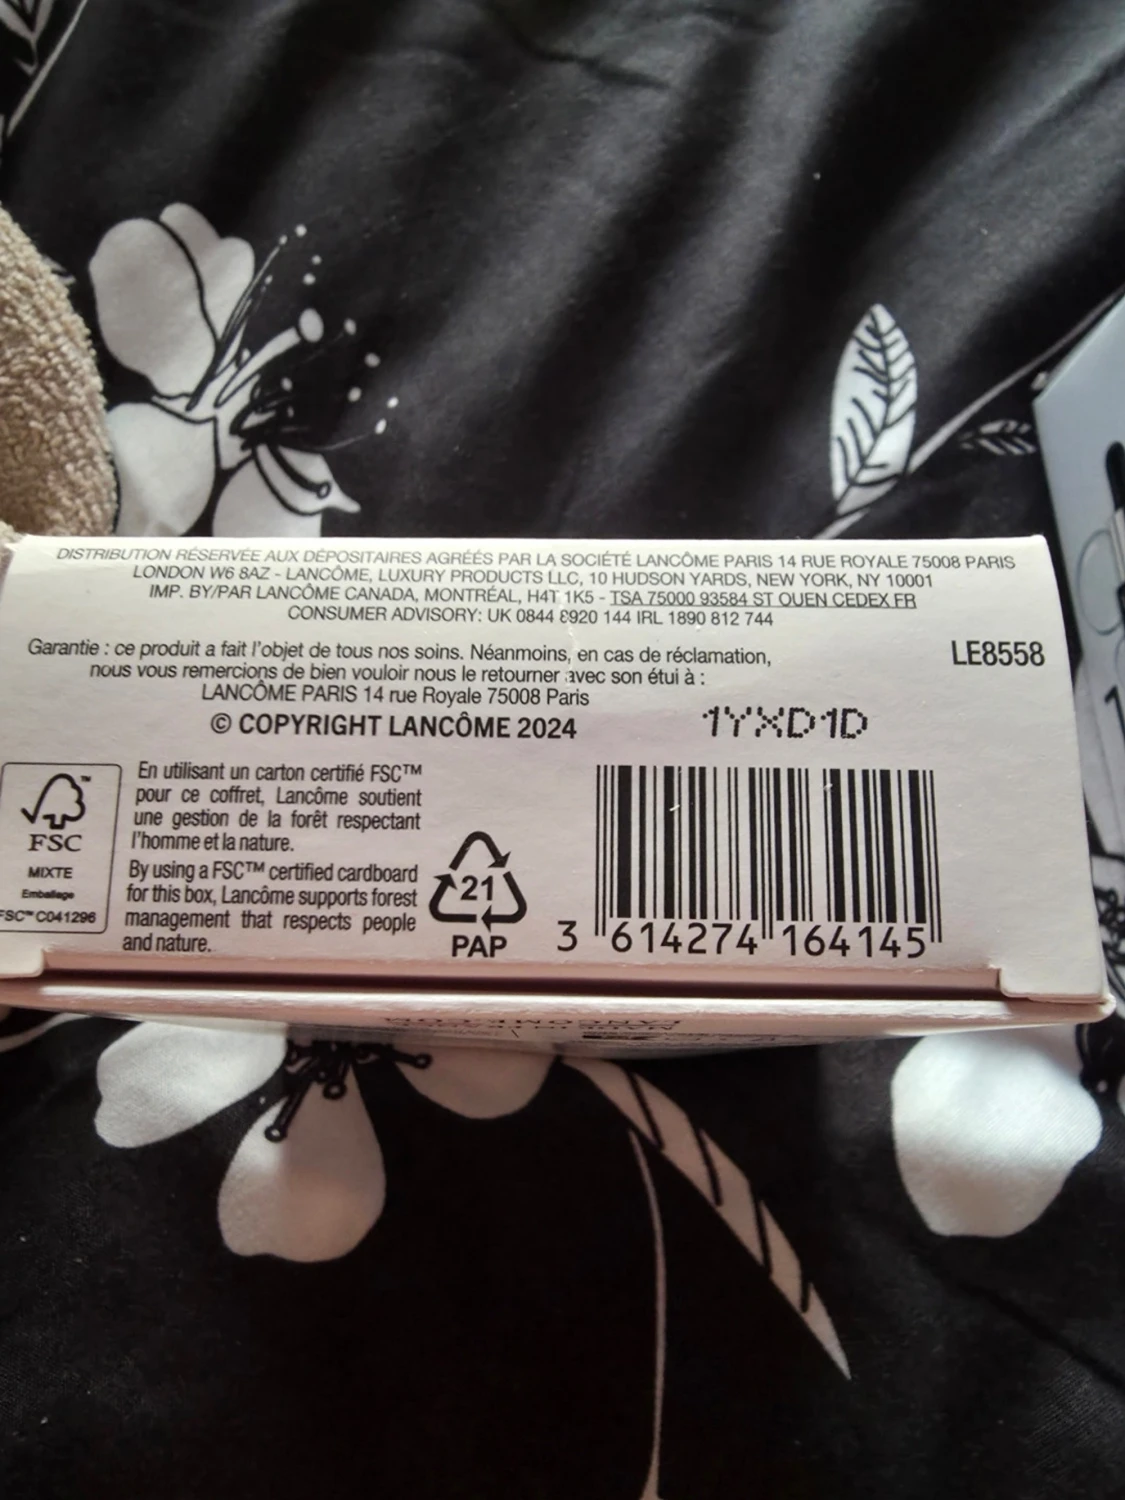 DISTRIBUTION RÉSERVÉE AUX DÉPOSITAIRES AGRÉÉS PAR LA SOCIÉTÉ LANCÔME PARIS 14 RUE ROYALE 75008 PARIS
LONDON W6 8AZ - LANCÔME, LUXURY PRODUCTS LLC, 10 HUDSON YARDS, NEW YORK, NY 10001
IMP. BY/PAR LANCÔME CANADA, MONTRÉAL, H4T 1K5 - TSA 75000 93584 ST OUEN CEDEX FR
CONSUMER ADVISORY: UK 0844 8920 144 IRL 1890 812 744
Garantie : ce produit a fait l'objet de tous nos soins. Néanmoins, en cas de réclamation,
nous vous remercions de bien vouloir nous le retourner avec son étui à :
LANCÔME PARIS 14 rue Royale 75008 Paris
LE8558
© COPYRIGHT LANCÔME 2024
1YXD1D
FSC
MIXTE
Emballage
FSC™ C041296
En utilisant un carton certifié FSC™
pour ce coffret, Lancôme soutient
une gestion de la forêt respectant
l'homme et la nature.
By using a FSC™ certified cardboard
for this box, Lancôme supports forest
management that respects people
and nature.
21
PAP
3 614274 164145